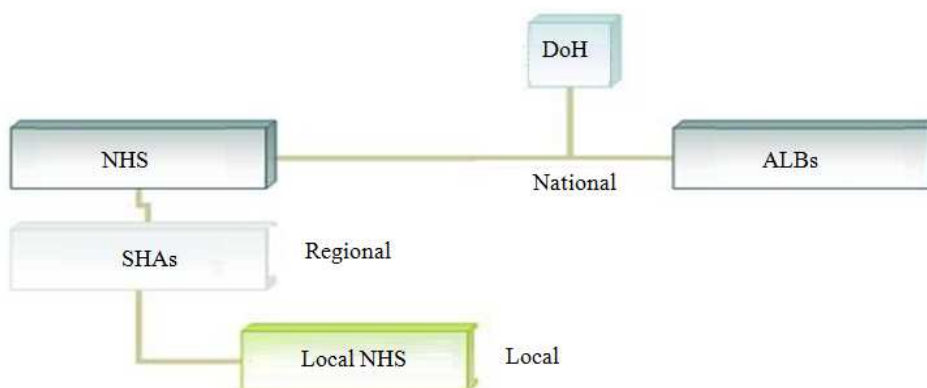 DoH
NHS
ALBs
National
SHAs
Regional
Local NHS
Local